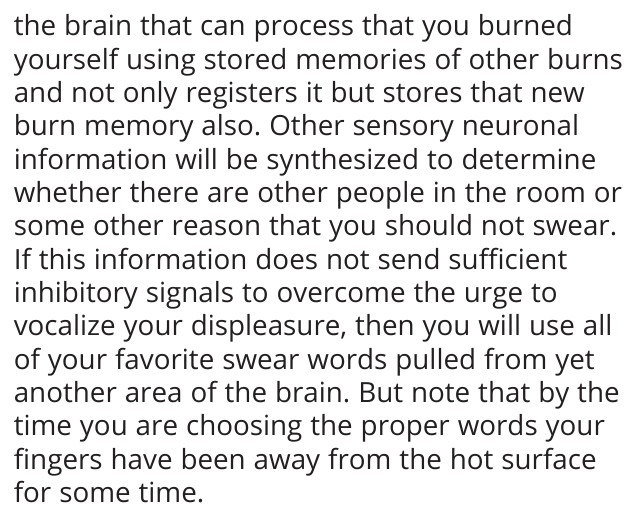 the brain that can process that you burned
yourself using stored memories of other burns
and not only registers it but stores that new
burn memory also. Other sensory neuronal
information will be synthesized to determine
whether there are other people in the room or
some other reason that you should not swear.
If this information does not send sufficient
inhibitory signals to overcome the urge to
vocalize your displeasure, then you will use all
of your favorite swear words pulled from yet
another area of the brain. But note that by the
time you are choosing the proper words your
fingers have been away from the hot surface
for some time.